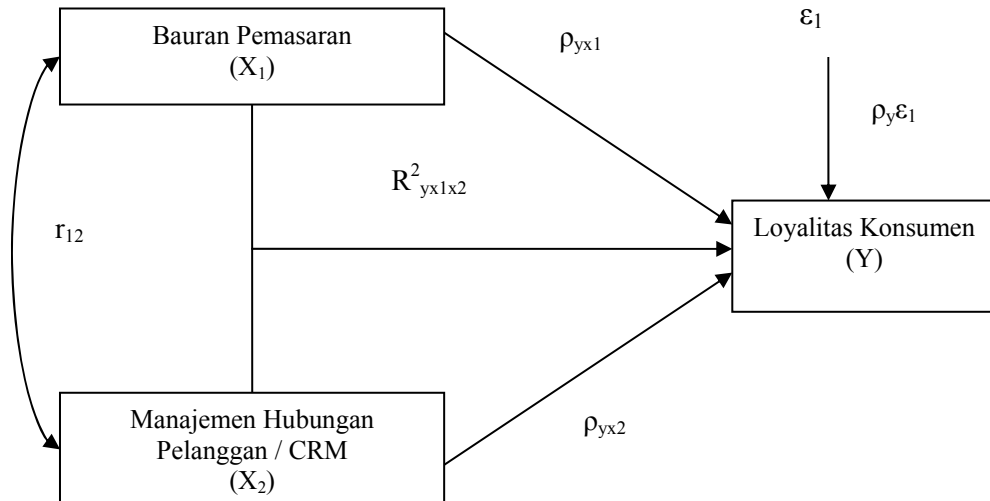 Bauran Pemasaran
(X₁)
ρyx1
ε₁
ρyε₁
R²yx1x2
r₁₂
Loyalitas Konsumen
(Y)
Manajemen Hubungan
Pelanggan / CRM
(X₂)
ρyx2